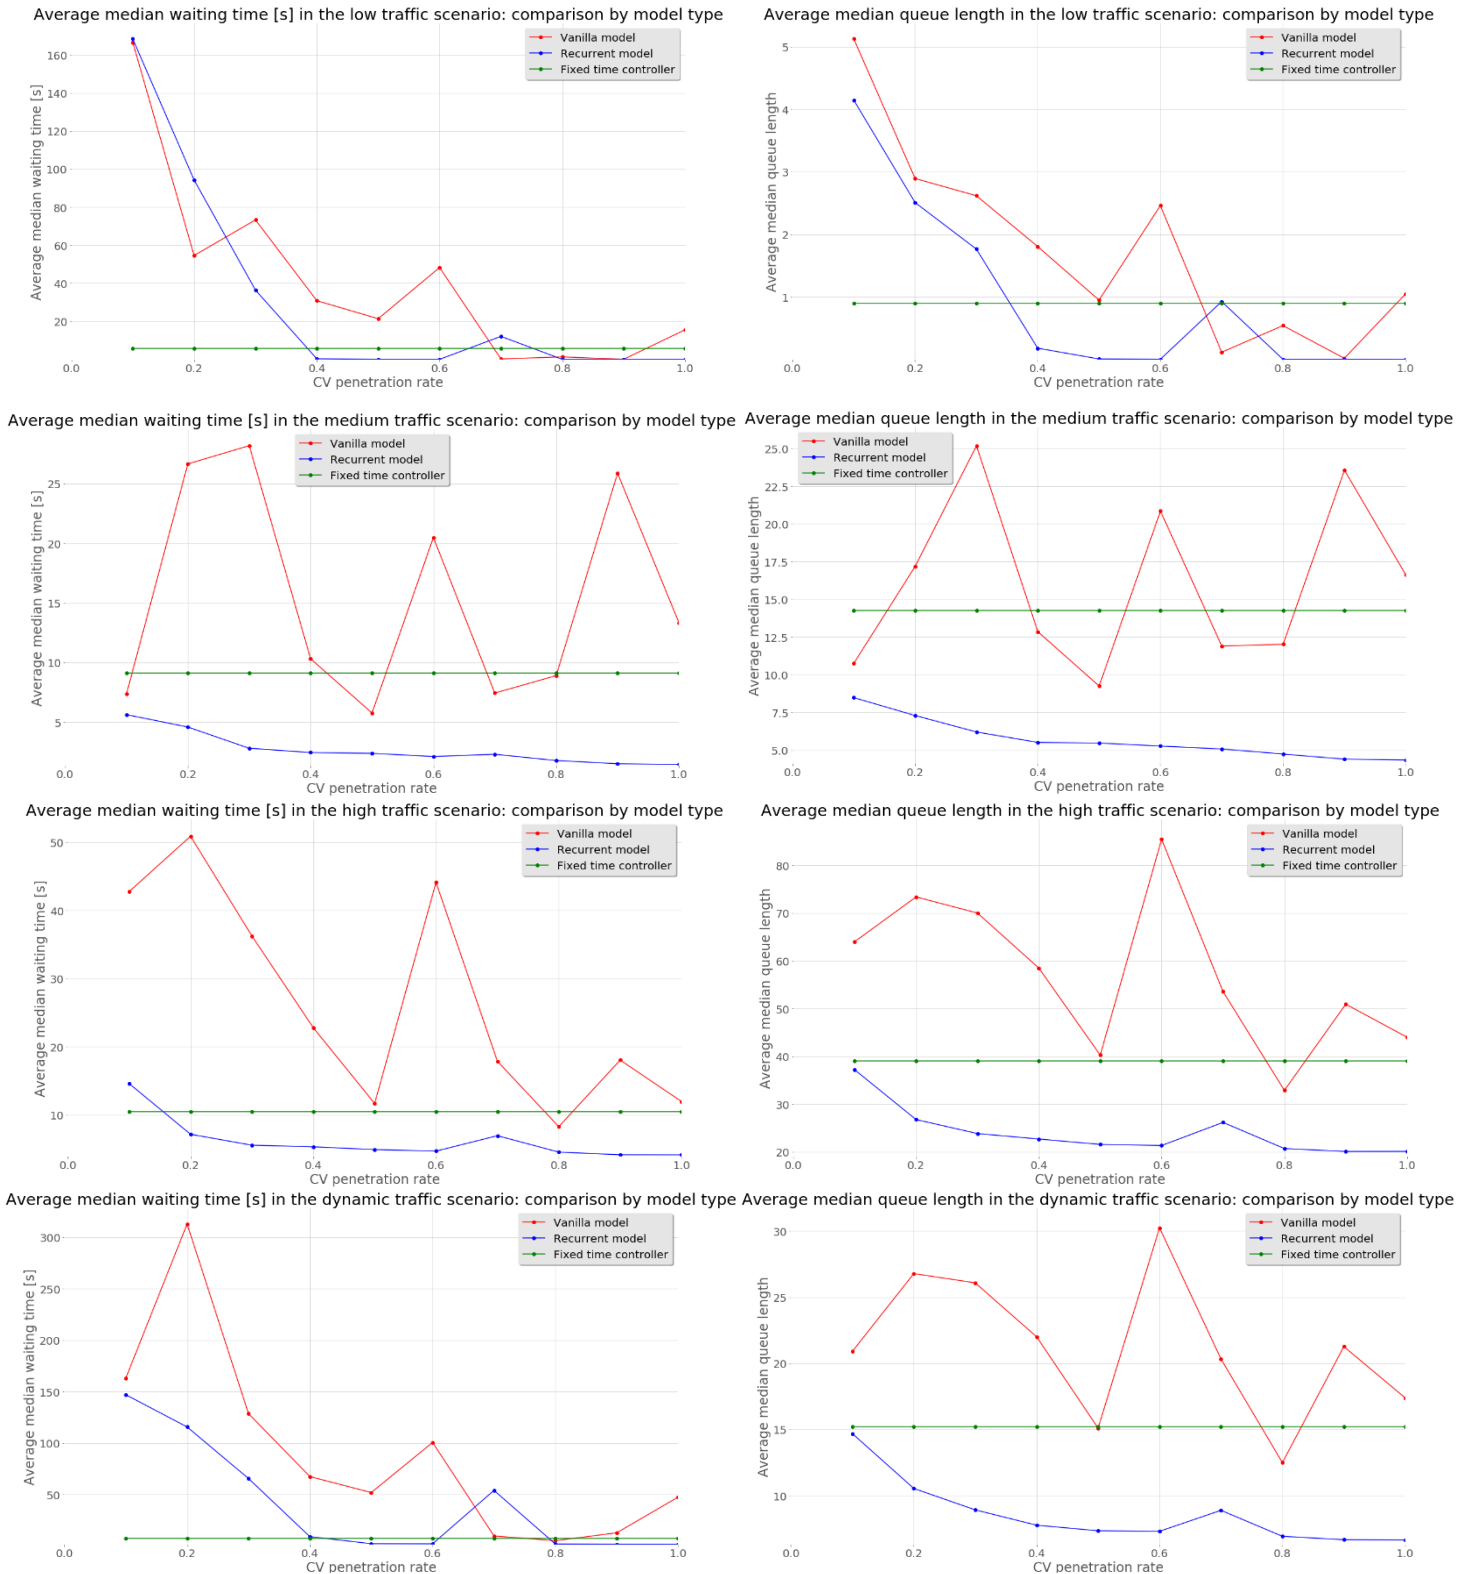 Average median waiting time [s] in the low traffic scenario: comparison by model type
Vanilla model
Recurrent model
Fixed time controller
Average median waiting time [s]
160
140
120
100
80
60
40
20
0.0 0.2 0.4 0.6 0.8 1.0
CV penetration rate
Average median queue length in the low traffic scenario: comparison by model type
Vanilla model
Recurrent model
Fixed time controller
Average median queue length
5
4
3
2
1
0.0 0.2 0.4 0.6 0.8 1.0
CV penetration rate
Average median waiting time [s] in the medium traffic scenario: comparison by model type
Vanilla model
Recurrent model
Fixed time controller
Average median waiting time [s]
25
20
15
10
5
0.0 0.2 0.4 0.6 0.8 1.0
CV penetration rate
Average median queue length in the medium traffic scenario: comparison by model type
Vanilla model
Recurrent model
Fixed time controller
Average median queue length
25.0
22.5
20.0
17.5
15.0
12.5
10.0
7.5
5.0
0.0 0.2 0.4 0.6 0.8 1.0
CV penetration rate
Average median waiting time [s] in the high traffic scenario: comparison by model type
Vanilla model
Recurrent model
Fixed time controller
Average median waiting time [s]
50
40
30
20
10
0.0 0.2 0.4 0.6 0.8 1.0
CV penetration rate
Average median queue length in the high traffic scenario: comparison by model type
Vanilla model
Recurrent model
Fixed time controller
Average median queue length
80
70
60
50
40
30
20
0.0 0.2 0.4 0.6 0.8 1.0
CV penetration rate
Average median waiting time [s] in the dynamic traffic scenario: comparison by model type
Vanilla model
Recurrent model
Fixed time controller
Average median waiting time [s]
300
250
200
150
100
50
0.0 0.2 0.4 0.6 0.8 1.0
CV penetration rate
Average median queue length in the dynamic traffic scenario: comparison by model type
Vanilla model
Recurrent model
Fixed time controller
Average median queue length
30
25
20
15
10
0.0 0.2 0.4 0.6 0.8 1.0
CV penetration rate